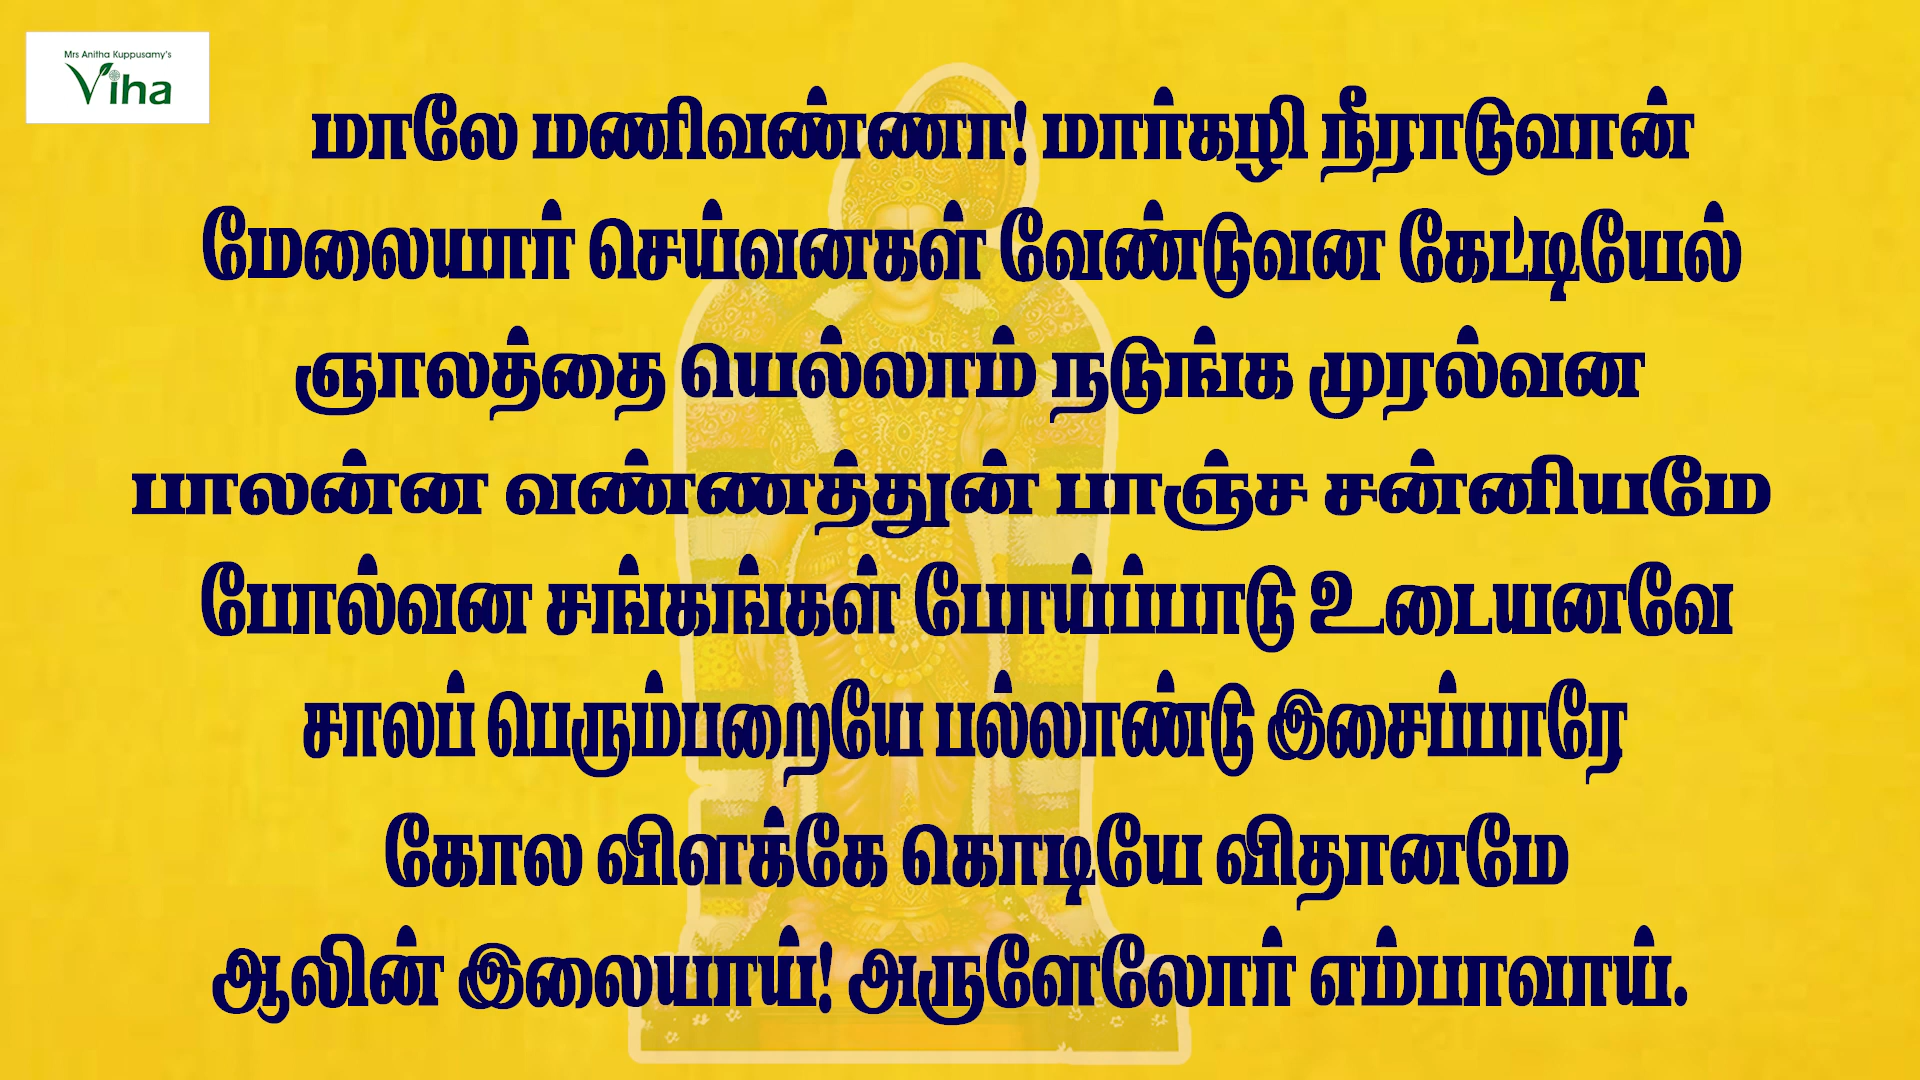 Mrs Anitha Kuppusamy's
Viha
மாலே மணிவண்ணா! மார்கழி நீராடுவான்
மேலையார் செய்வனகள் வேண்டுவன கேட்டியேல்
ஞாலத்தை யெல்லாம் நடுங்க முரல்வன
பாலன்ன வண்ணத்துன் பாஞ்ச சன்னியமே
போல்வன சங்கங்கள் போய்ப்பாடு உடையனவே
சாலப் பெரும்பறையே பல்லாண்டு இசைப்பாரே
கோல விளக்கே கொடியே விதானமே
ஆலின் இலையாய்! அருளேலோர் எம்பாவாய்.